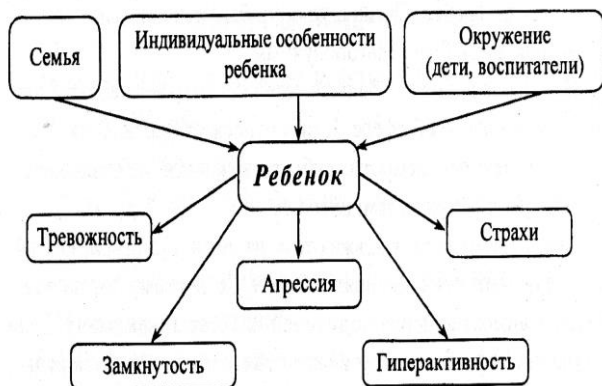 Семья
Индивидуальные особенности
ребенка
Окружение
(дети, воспитатели)
Ребенок
Тревожность
Страхи
Агрессия
Замкнутость
Гиперактивность